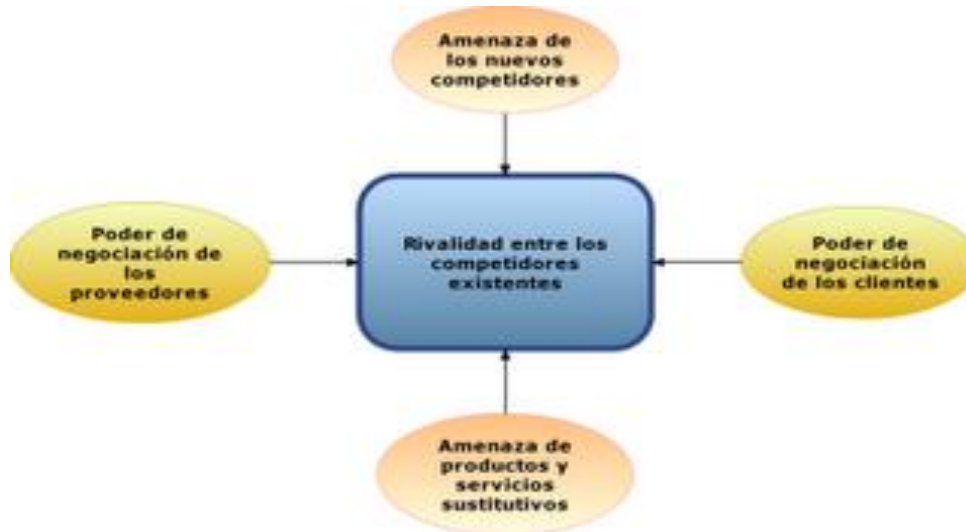 Amenaza de
los nuevos
competidores
Poder de
negociación de
los
proveedores
Rivalidad entre los
competidores
existentes
Poder de
negociación
de los clientes
Amenaza de
productos y
servicios
sustitutivos